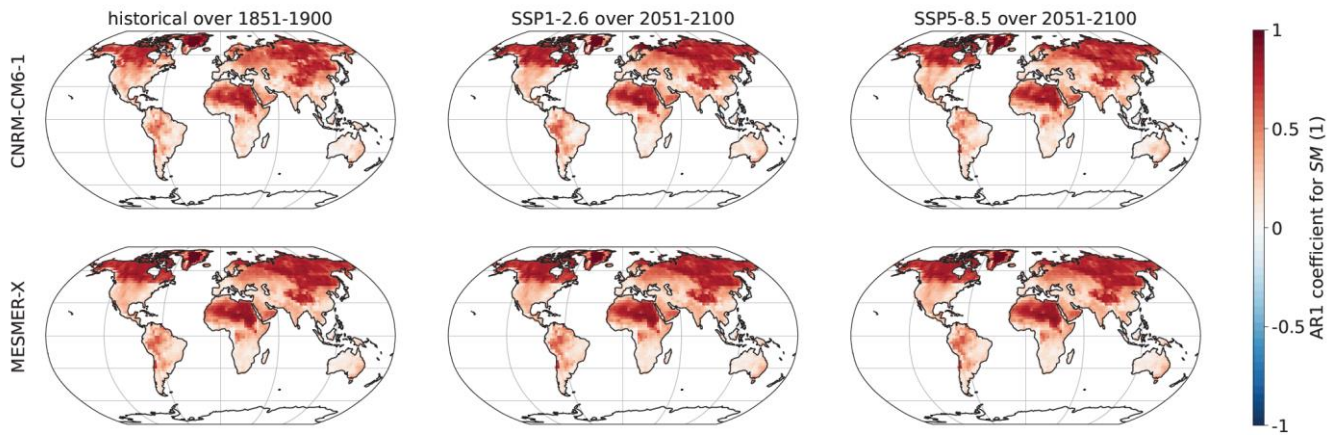 historical over 1851-1900
SSP1-2.6 over 2051-2100
SSP5-8.5 over 2051-2100
CNRM-CM6-1
MESMER-X
1
0.5
0
-0.5
-1
AR1 coefficient for SM (1)